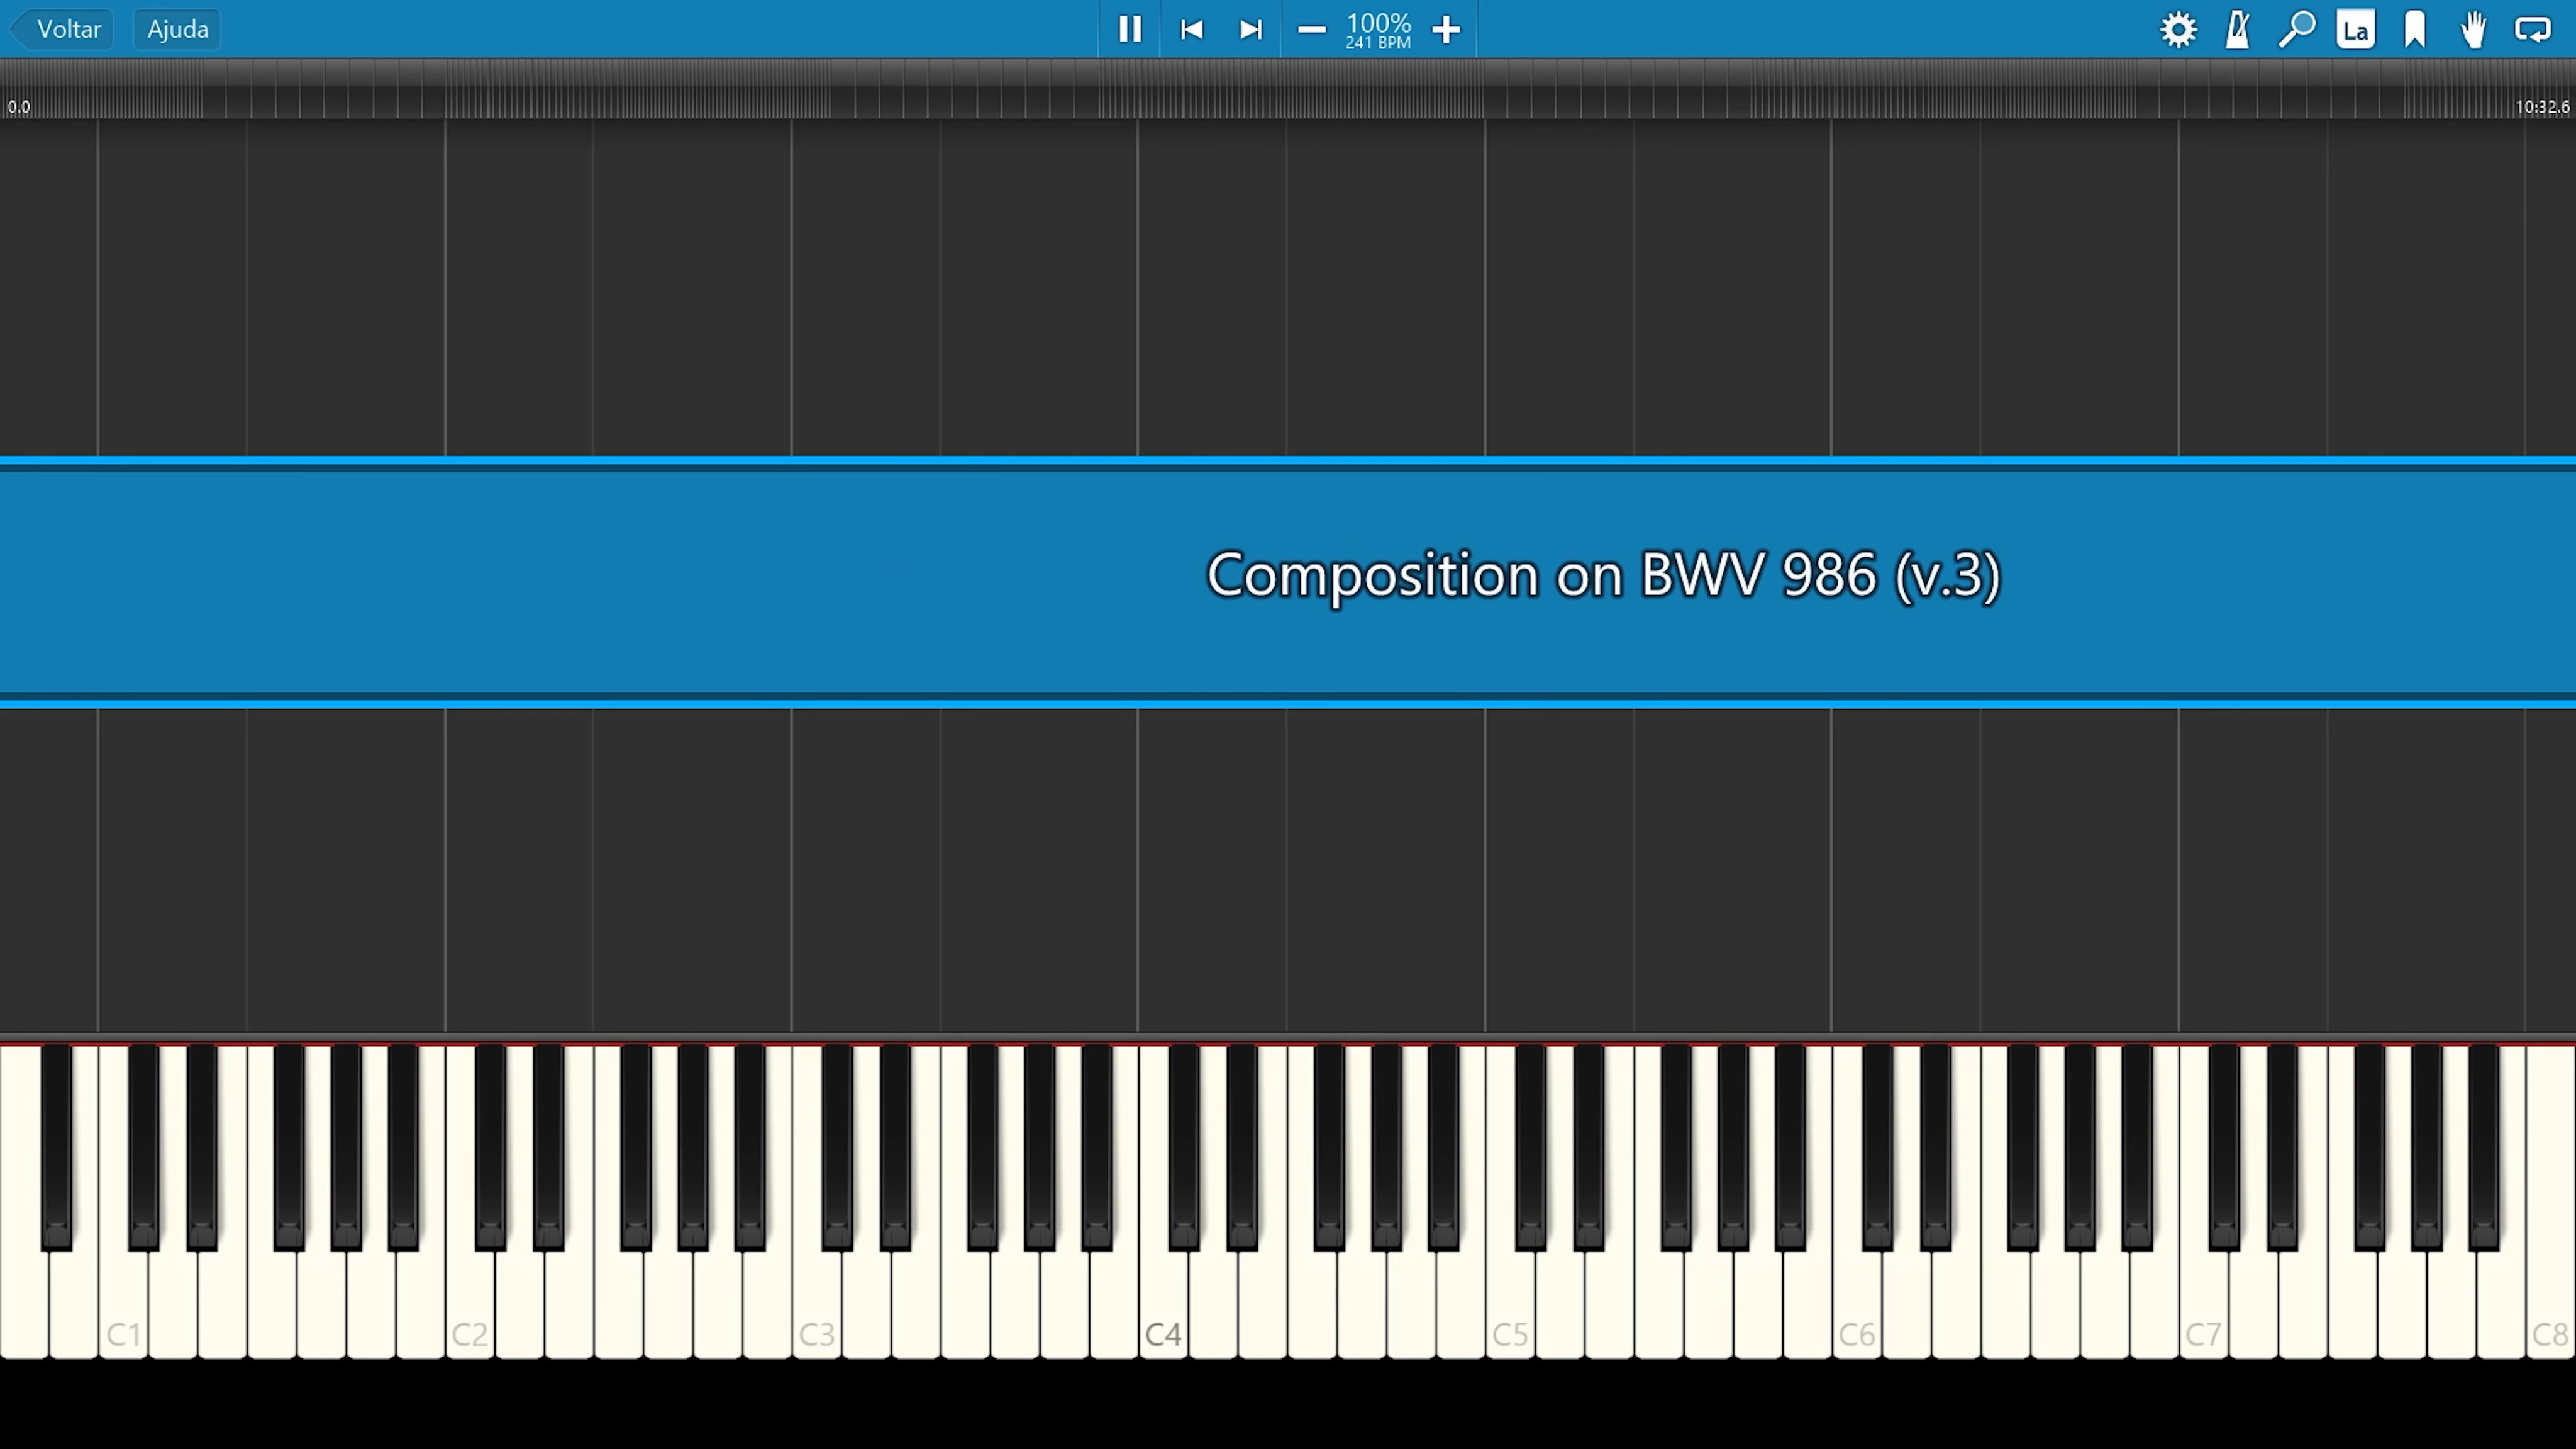 Voltar
Ajuda
100%
241 BPM
La
0.0
10:32.6
Composition on BWV 986 (v.3)
C1
C2
C3
C4
C5
C6
C7
C8